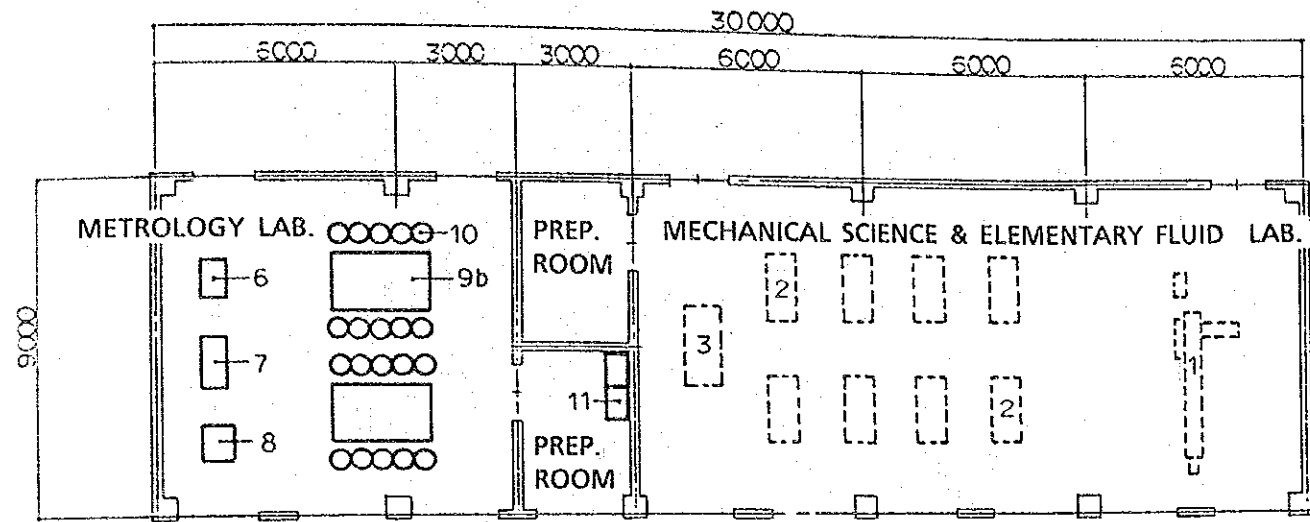 30000
6000 3000 3000 6000 6000 6000
9000
METROLOGY LAB.
10
PREP.
ROOM
MECHANICAL SCIENCE & ELEMENTARY FLUID LAB.
6
9b
2
3
1
7
11
2
8
PREP.
ROOM